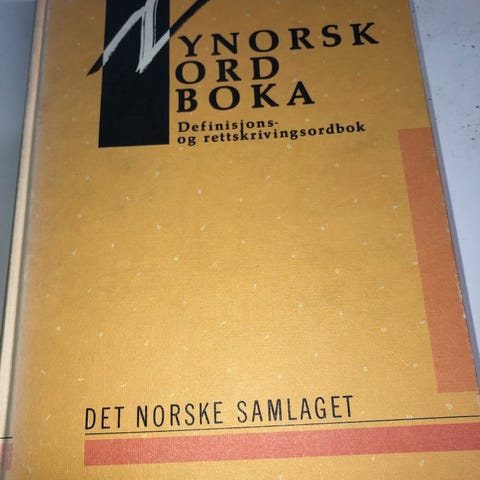 NYNORSK
ORD
BOKA
Definisjons-
og rettskrivingsordbok
DET NORSKE SAMLAGET